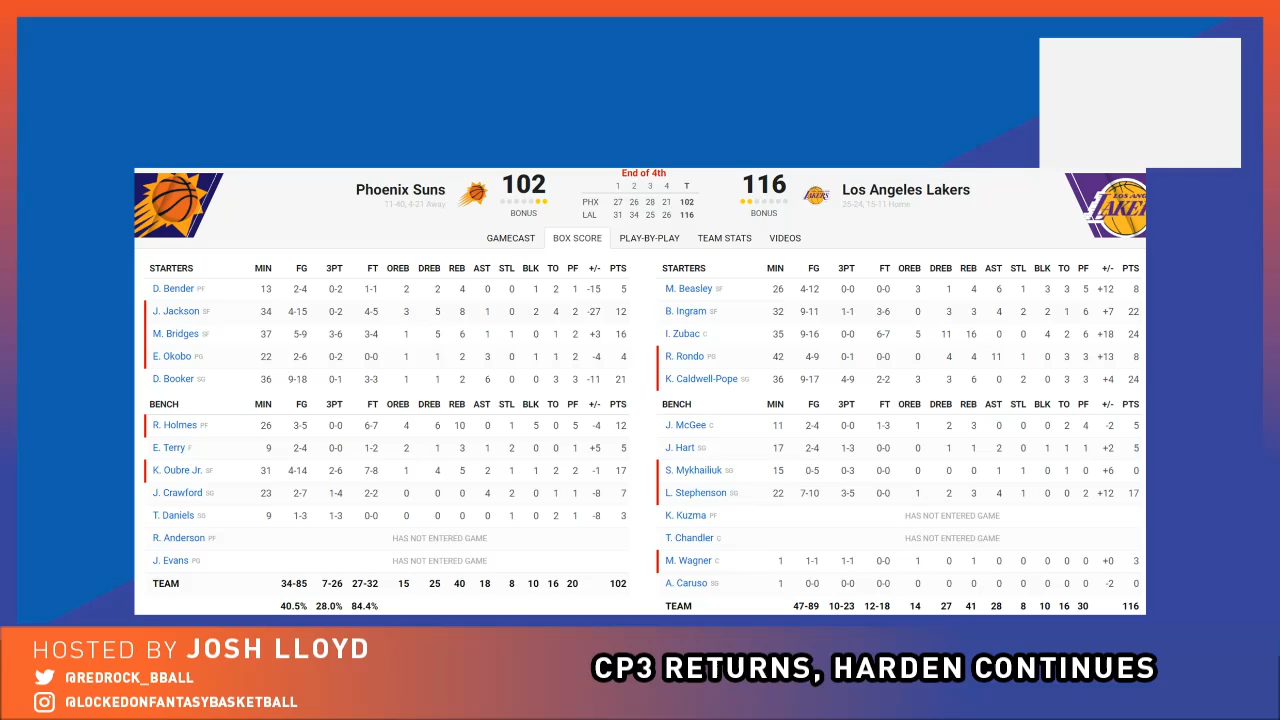 End of 4th
Phoenix Suns 102 116 Los Angeles Lakers
11-40, 4-21 Away 26-24, 16-11 Home
BONUS BONUS
1 2 3 4 T
PHX 27 26 28 21 102
LAL 31 34 25 26 116
GAMECAST BOX SCORE PLAY-BY-PLAY TEAM STATS VIDEOS
STARTERS MIN FG 3PT FT OREB DREB REB AST STL BLK TO PF +/- PTS
D. Bender PF 13 2-4 0-2 1-1 2 2 4 0 0 1 2 1 -15 5
J. Jackson SF 34 4-15 0-2 4-5 3 5 8 1 0 2 4 2 -27 12
M. Bridges SF 37 5-9 3-6 3-4 1 5 6 1 1 0 1 2 +3 16
E. Okobo PG 22 2-6 0-2 0-0 1 1 2 3 0 1 1 2 -4 4
D. Booker SG 36 9-18 0-1 3-3 1 1 2 6 0 0 3 3 -11 21
BENCH MIN FG 3PT FT OREB DREB REB AST STL BLK TO PF +/- PTS
R. Holmes PF 26 3-5 0-0 6-7 4 6 10 0 1 5 0 5 -4 12
E. Terry F 9 2-4 0-0 1-2 2 1 3 1 2 0 0 1 +5 5
K. Oubre Jr. SF 31 4-14 2-6 7-8 1 4 5 2 1 1 2 2 -1 17
J. Crawford SG 23 2-7 1-4 2-2 0 0 0 4 2 0 1 1 -8 7
T. Daniels SG 9 1-3 1-3 0-0 0 0 0 0 1 0 2 1 -8 3
R. Anderson PF HAS NOT ENTERED GAME
J. Evans PG HAS NOT ENTERED GAME
TEAM 34-85 7-26 27-32 15 25 40 18 8 10 16 20 102
40.5% 28.0% 84.4%
STARTERS MIN FG 3PT FT OREB DREB REB AST STL BLK TO PF +/- PTS
M. Beasley SF 26 4-12 0-0 0-0 3 1 4 6 1 3 3 5 +12 8
B. Ingram SF 32 9-11 1-1 3-6 0 3 3 4 2 2 1 6 +7 22
I. Zubac C 35 9-16 0-0 6-7 5 11 16 0 0 4 2 6 +18 24
R. Rondo PG 42 4-9 0-1 0-0 0 4 4 11 1 0 3 3 +13 8
K. Caldwell-Pope SG 36 9-17 4-9 2-2 3 3 6 0 2 0 3 3 +4 24
BENCH MIN FG 3PT FT OREB DREB REB AST STL BLK TO PF +/- PTS
J. McGee C 11 2-4 0-0 1-3 1 2 3 0 0 0 2 4 -2 5
J. Hart SG 17 2-4 1-3 0-0 0 1 1 2 0 1 1 1 +2 5
S. Mykhailiuk SG 15 0-5 0-3 0-0 0 0 0 1 1 0 1 0 +6 0
L. Stephenson SG 22 7-10 3-5 0-0 1 2 3 4 1 0 0 2 +12 17
K. Kuzma PF HAS NOT ENTERED GAME
T. Chandler C HAS NOT ENTERED GAME
M. Wagner C 1 1-1 1-1 0-0 1 0 1 0 0 0 0 0 +0 3
A. Caruso SG 1 0-0 0-0 0-0 0 0 0 0 0 0 0 0 -2 0
TEAM 47-89 10-23 12-18 14 27 41 28 8 10 16 30 116
HOSTED BY JOSH LLOYD
@REDROCK_BBALL
@LOCKEDONFANTASYBASKETBALL
CP3 RETURNS, HARDEN CONTINUES